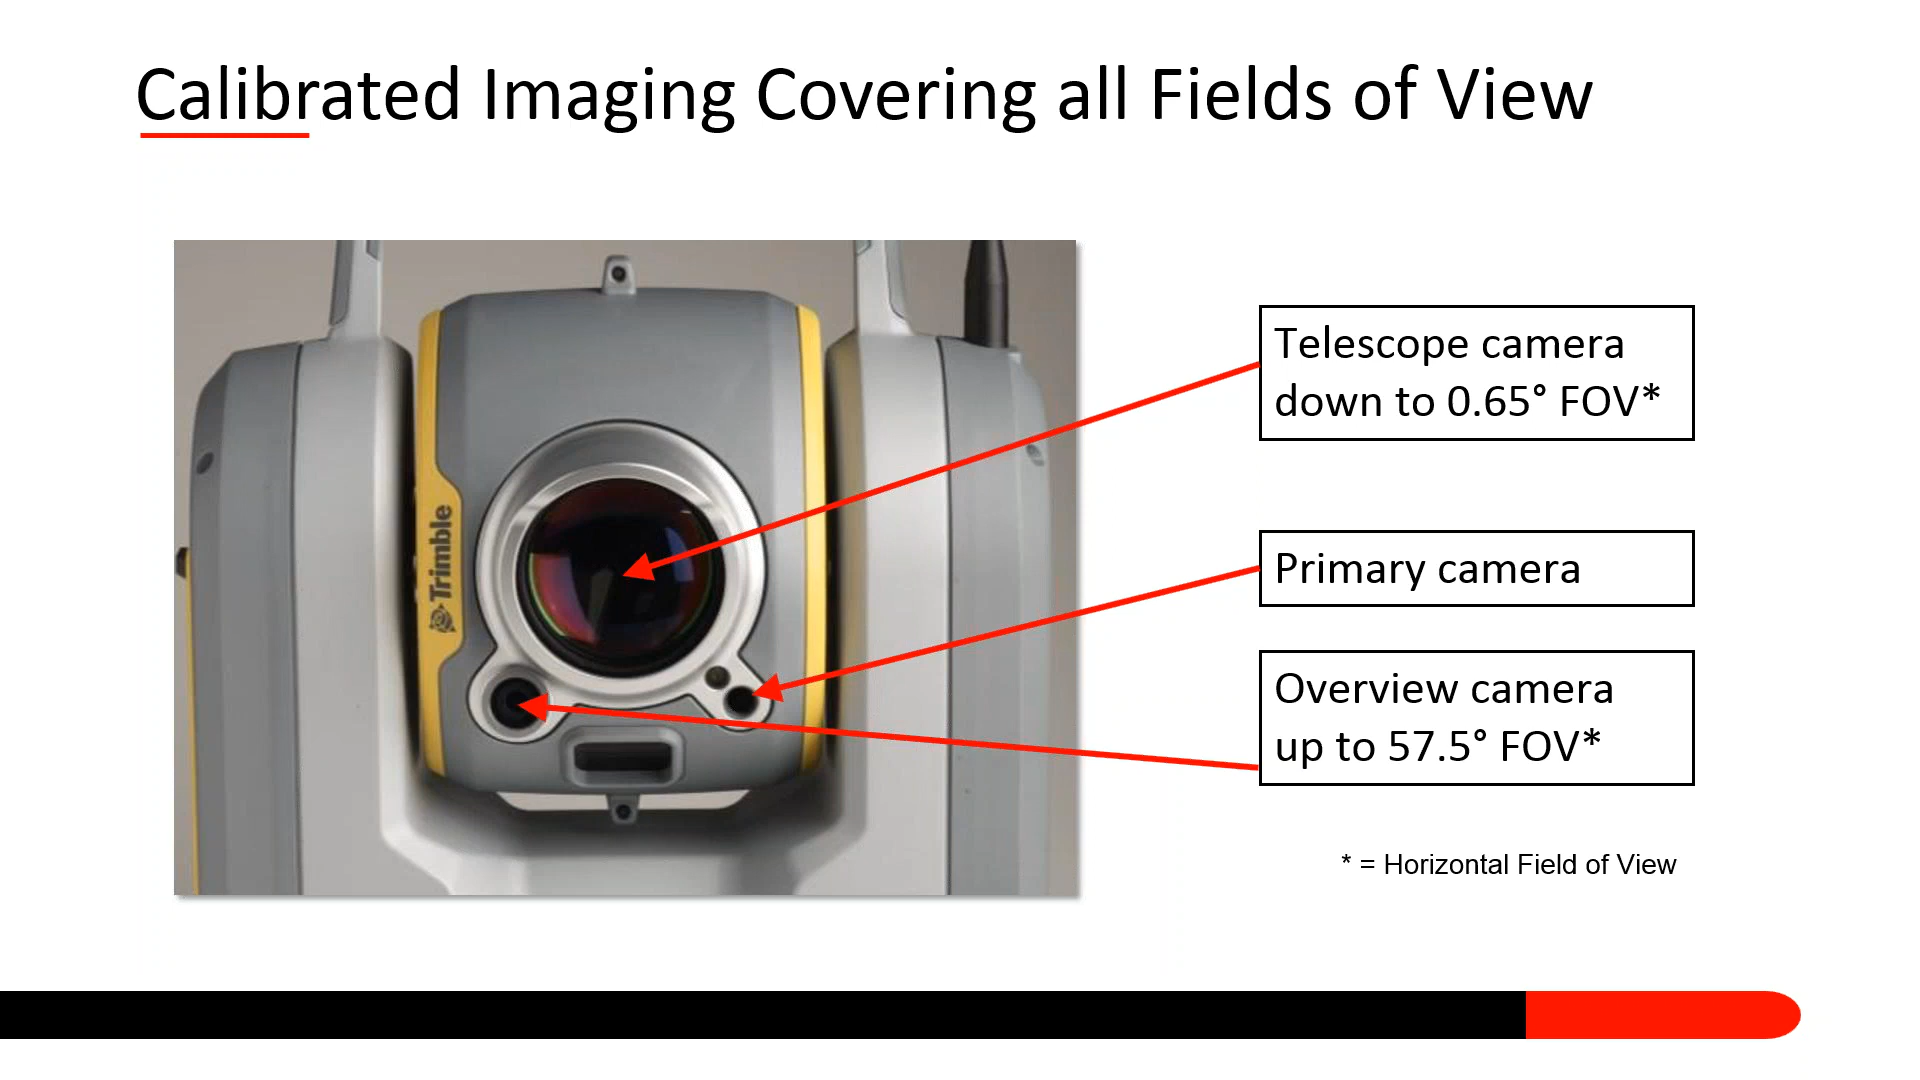 Calibrated Imaging Covering all Fields of View
Trimble
Telescope camera
down to 0.65° FOV*
Primary camera
Overview camera
up to 57.5° FOV*
* = Horizontal Field of View